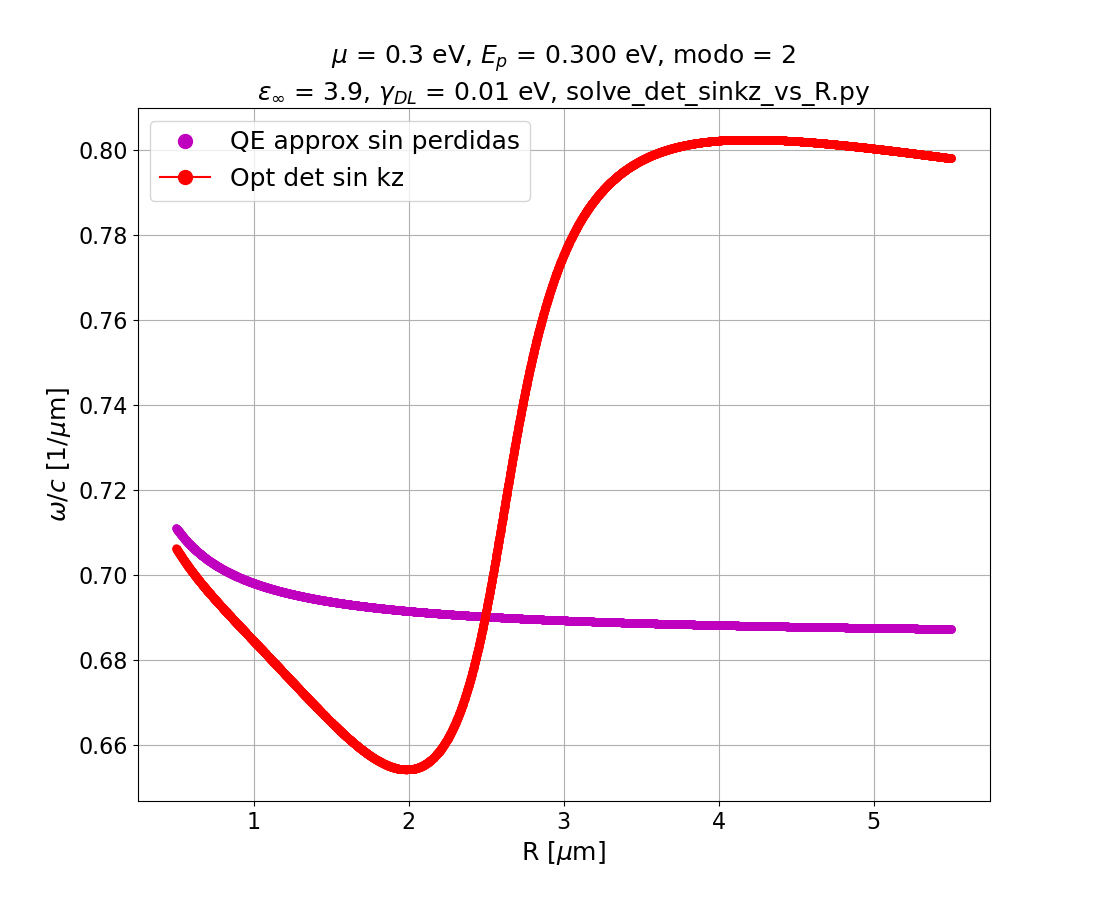 μ = 0.3 eV, E_p = 0.300 eV, modo = 2
ε_∞ = 3.9, γ_DL = 0.01 eV, solve_det_sinkz_vs_R.py
QE approx sin perdidas
Opt det sin kz
0.80
0.78
0.76
0.74
0.72
0.70
0.68
0.66
ω/c [1/μm]
1 2 3 4 5
R [μm]